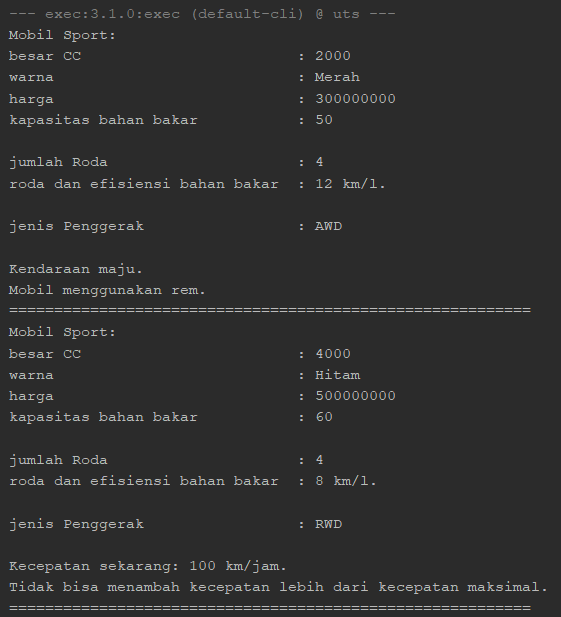 --- exec:3.1.0:exec (default-cli) @ uts ---
Mobil Sport:
besar CC                        : 2000
warna                           : Merah
harga                           : 300000000
kapasitas bahan bakar           : 50
jumlah Roda                     : 4
roda dan efisiensi bahan bakar  : 12 km/l.
jenis Penggerak                 : AWD
Kendaraan maju.
Mobil menggunakan rem.
==========================================================
Mobil Sport:
besar CC                        : 4000
warna                           : Hitam
harga                           : 500000000
kapasitas bahan bakar           : 60
jumlah Roda                     : 4
roda dan efisiensi bahan bakar  : 8 km/l.
jenis Penggerak                 : RWD
Kecepatan sekarang: 100 km/jam.
Tidak bisa menambah kecepatan lebih dari kecepatan maksimal.
==========================================================